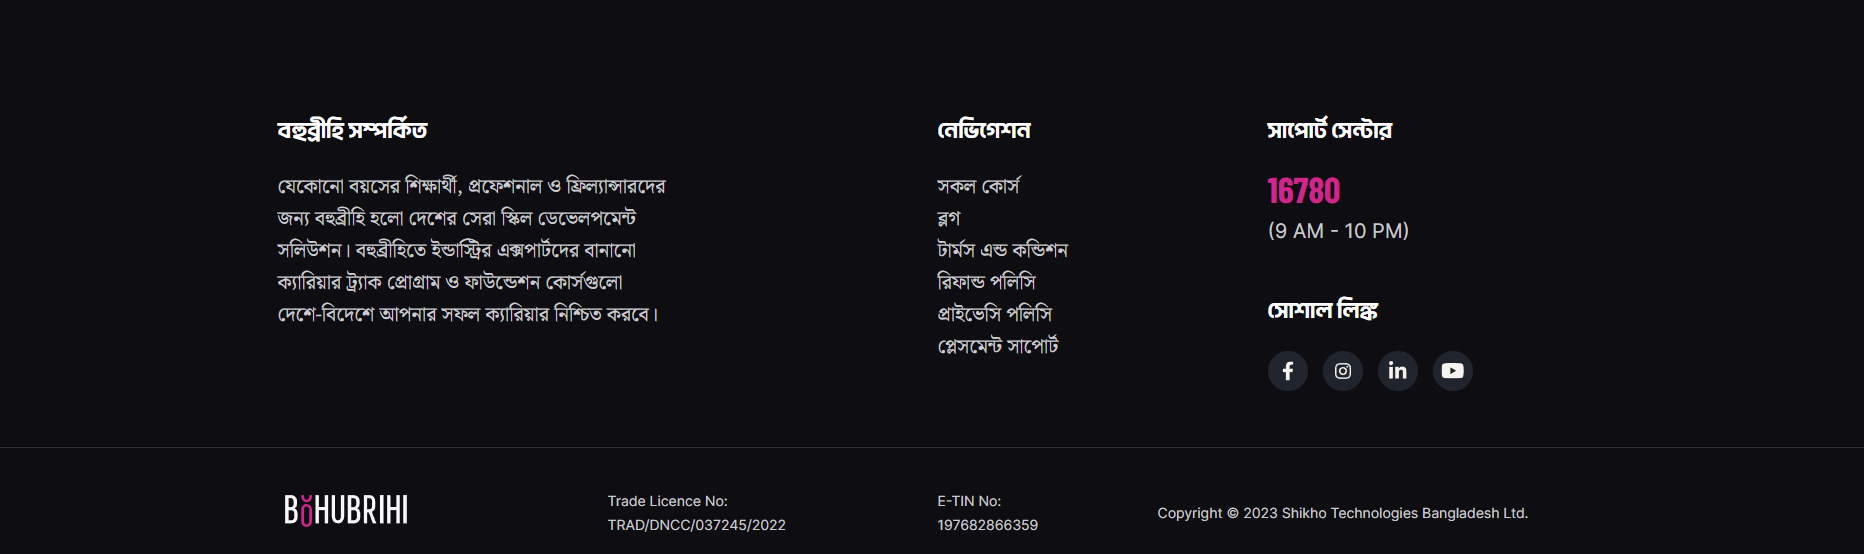 বহুব্রীহি সম্পর্কিত
যেকোনো বয়সের শিক্ষার্থী, প্রফেশনাল ও ফ্রিল্যান্সারদের
জন্য বহুব্রীহি হলো দেশের সেরা স্কিল ডেভেলপমেন্ট
সলিউশন। বহুব্রীহিতে ইন্ডাস্ট্রির এক্সপার্টদের বানানো
ক্যারিয়ার ট্র্যাক প্রোগ্রাম ও ফাউন্ডেশন কোর্সগুলো
দেশে-বিদেশে আপনার সফল ক্যারিয়ার নিশ্চিত করবে।
নেভিগেশন
সকল কোর্স
ব্লগ
টার্মস এন্ড কন্ডিশন
রিফান্ড পলিসি
প্রাইভেসি পলিসি
প্লেসমেন্ট সাপোর্ট
সাপোর্ট সেন্টার
16780
(9 AM - 10 PM)
সোশাল লিঙ্ক
BOHUBRIHI
Trade Licence No:
TRAD/DNCC/037245/2022
E-TIN No:
197682866359
Copyright © 2023 Shikho Technologies Bangladesh Ltd.